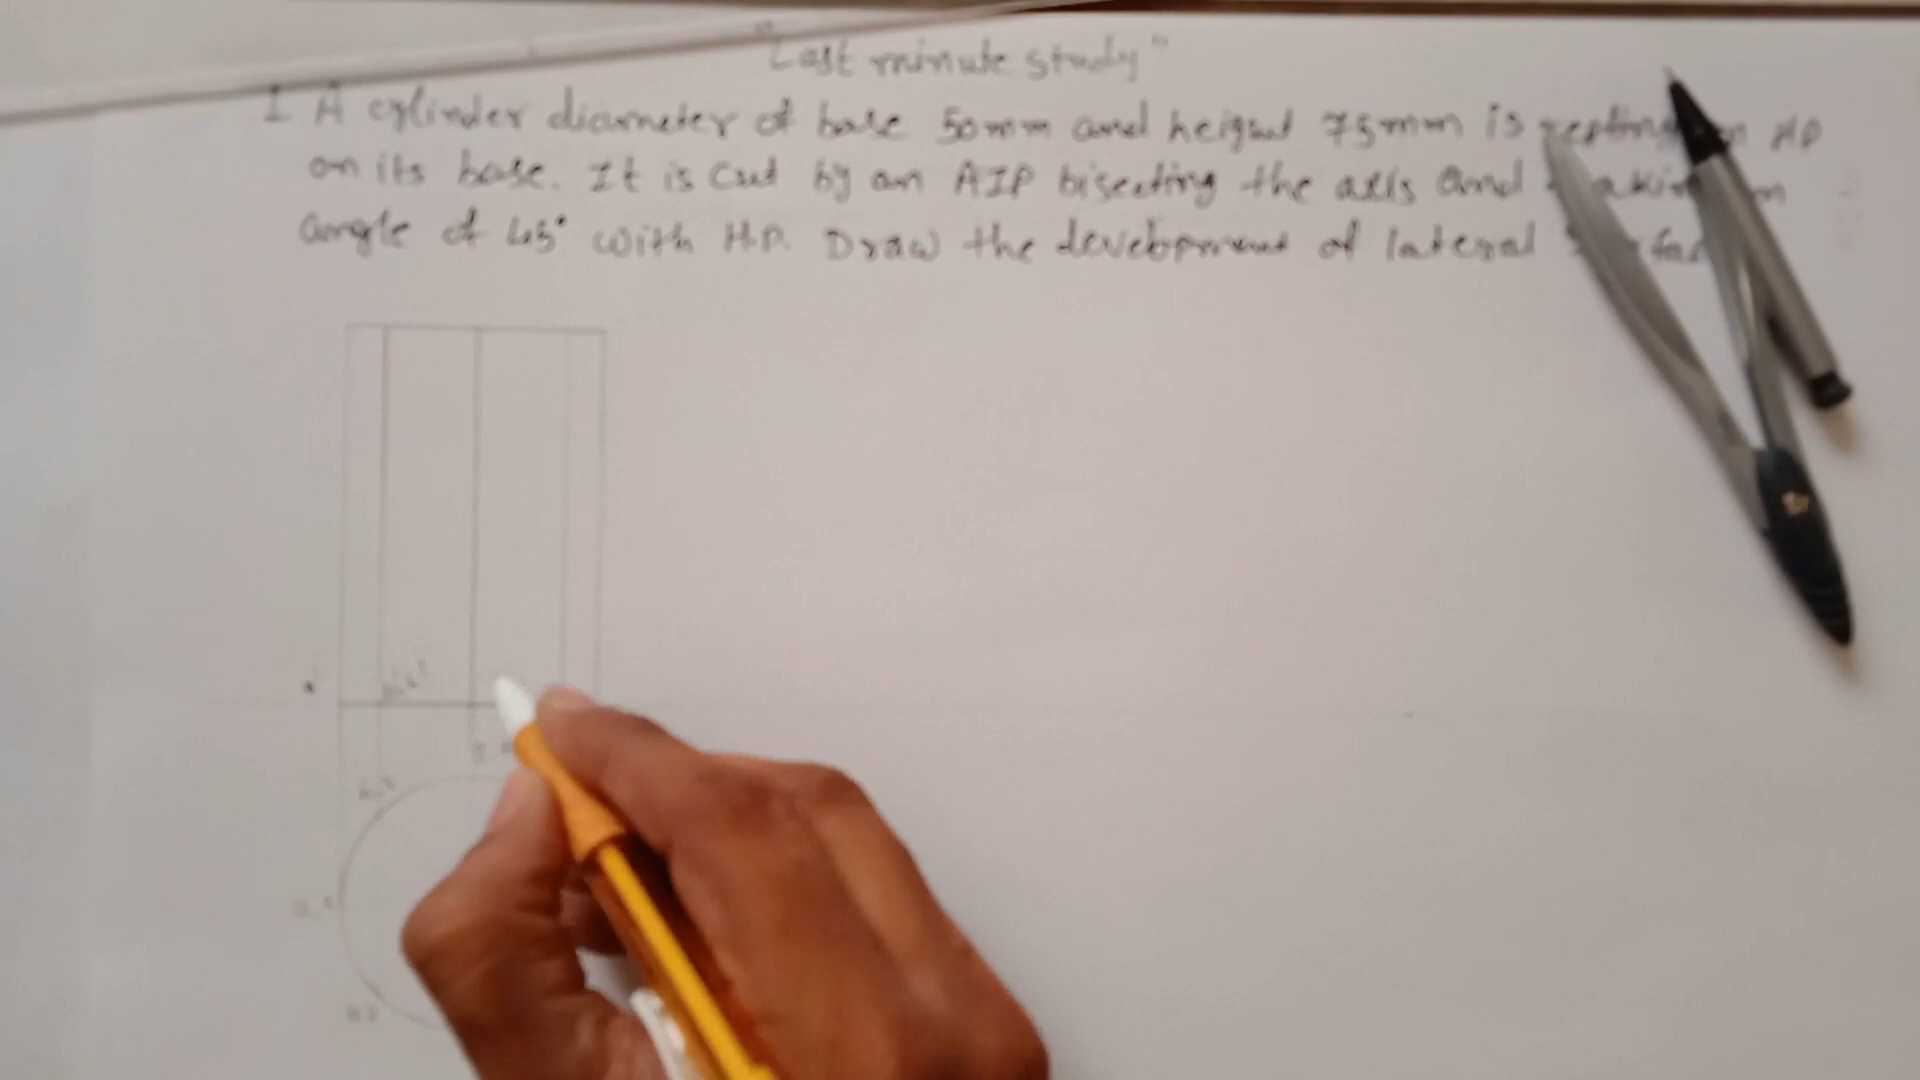 "Last minute study"
1 A cylinder diameter of base 50mm and height 75mm is resting on HP
on its base. It is cut by an AIP bisecting the axis and making an
angle of 45° with H.P. Draw the development of lateral